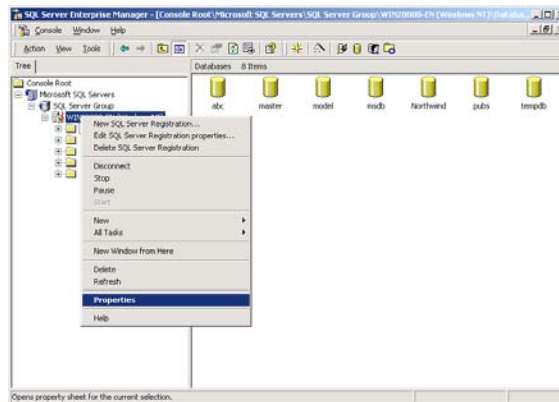 SQL Server Enterprise Manager - [Console Root\Microsoft SQL Servers\SQL Server Group\WIN2000S-EN (Windows NT)\Databa...
Console Window Help
Action View Tools
Tree
Databases 8 Items
Console Root
Microsoft SQL Servers
SQL Server Group
abc master model msdb Northwind pubs tempdb
New SQL Server Registration...
Edit SQL Server Registration properties...
Delete SQL Server Registration
Disconnect
Stop
Pause
Start
New
All Tasks
New Window from Here
Delete
Refresh
Properties
Help
Opens property sheet for the current selection.